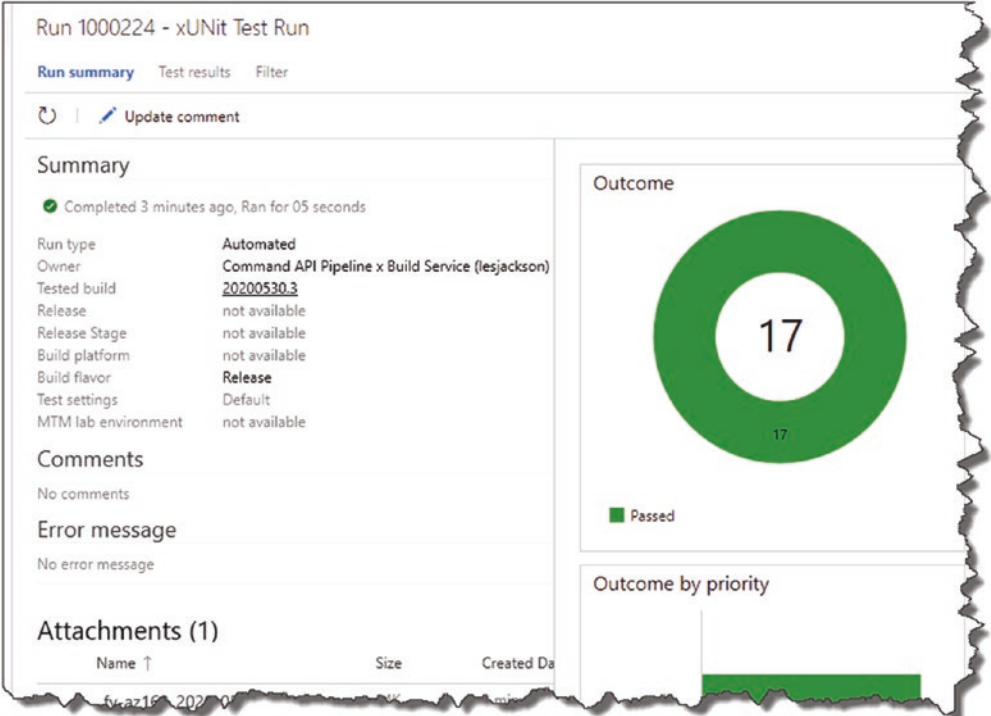 Run 1000224 - xUNit Test Run
Run summary Test results Filter
Update comment
Summary
Completed 3 minutes ago, Ran for 05 seconds
Run type Automated
Owner Command API Pipeline x Build Service (lesjackson)
Tested build 20200530.3
Release not available
Release Stage not available
Build platform not available
Build flavor Release
Test settings Default
MTM lab environment not available
Comments
No comments
Error message
No error message
Attachments (1)
Name ↑ Size Created Da
Outcome
17
17
Passed
Outcome by priority